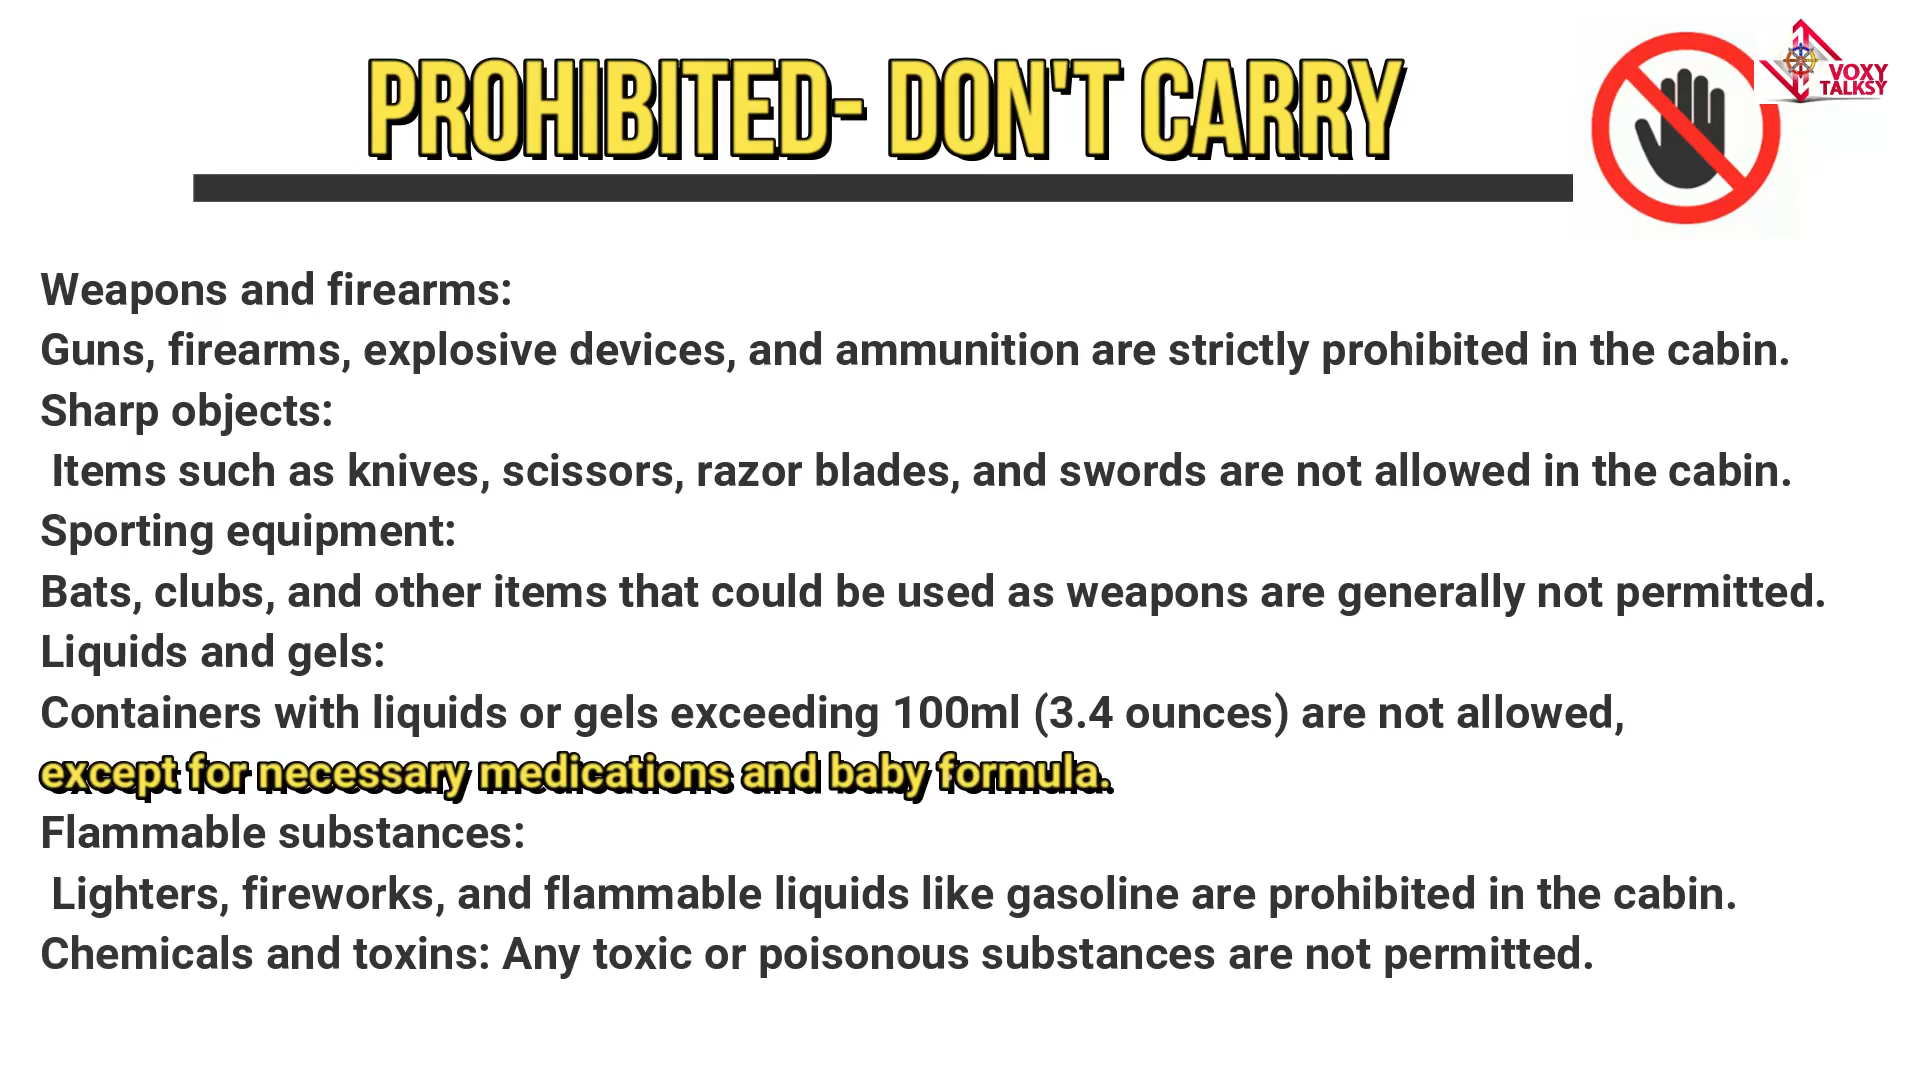 PROHIBITED- DON'T CARRY
VOXY
TALKSY
Weapons and firearms:
Guns, firearms, explosive devices, and ammunition are strictly prohibited in the cabin.
Sharp objects:
Items such as knives, scissors, razor blades, and swords are not allowed in the cabin.
Sporting equipment:
Bats, clubs, and other items that could be used as weapons are generally not permitted.
Liquids and gels:
Containers with liquids or gels exceeding 100ml (3.4 ounces) are not allowed,
except for necessary medications and baby formula.
Flammable substances:
Lighters, fireworks, and flammable liquids like gasoline are prohibited in the cabin.
Chemicals and toxins: Any toxic or poisonous substances are not permitted.